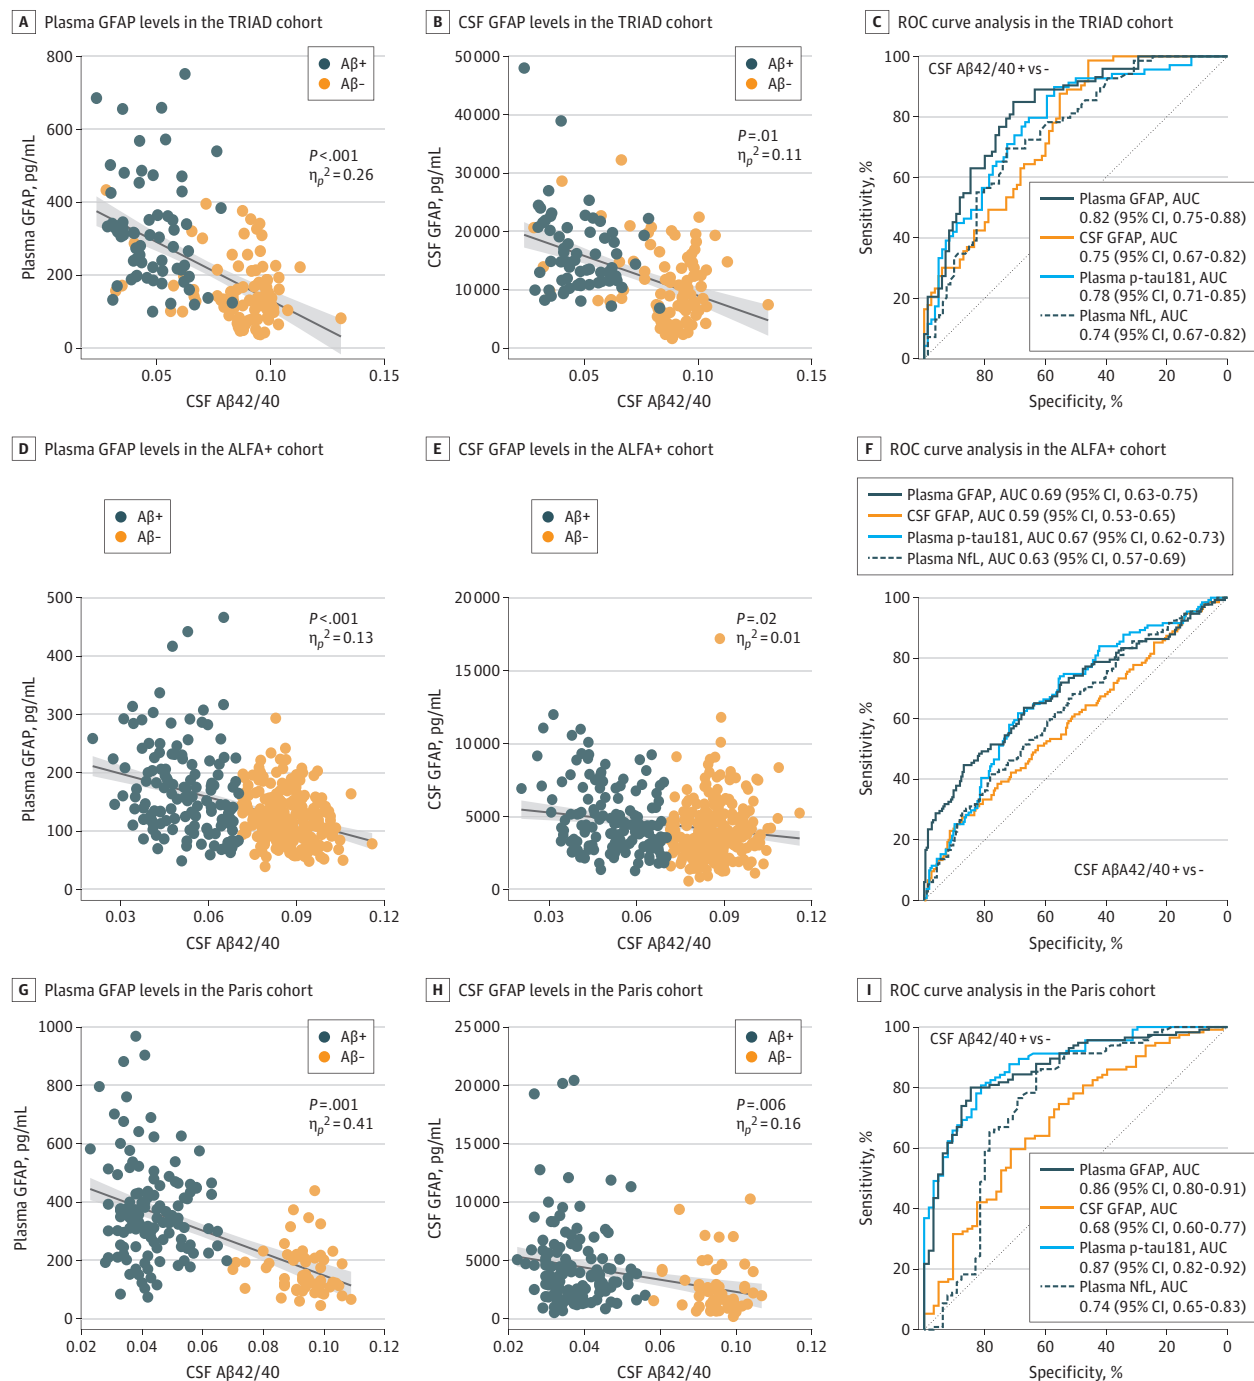 A Plasma GFAP levels in the TRIAD cohort
800
600
400
200
0
Plasma GFAP, pg/mL
Aβ+
Aβ-
P<.001
ηp²=0.26
0.05
0.10
0.15
CSF Aβ42/40
B CSF GFAP levels in the TRIAD cohort
50000
40000
30000
20000
10000
0
CSF GFAP, pg/mL
Aβ+
Aβ-
P=.01
ηp²=0.11
0.05
0.10
0.15
CSF Aβ42/40
C ROC curve analysis in the TRIAD cohort
100
80
60
40
20
0
Sensitivity, %
CSF Aβ42/40+vs-
Plasma GFAP, AUC
0.82 (95% CI, 0.75-0.88)
CSF GFAP, AUC
0.75 (95% CI, 0.67-0.82)
Plasma p-tau181, AUC
0.78 (95% CI, 0.71-0.85)
Plasma NfL, AUC
0.74 (95% CI, 0.67-0.82)
80
60
40
20
0
Specificity, %
D Plasma GFAP levels in the ALFA+ cohort
Aβ+
Aβ-
500
400
300
200
100
0
Plasma GFAP, pg/mL
P<.001
ηp²=0.13
0.03
0.06
0.09
0.12
CSF Aβ42/40
E CSF GFAP levels in the ALFA+ cohort
Aβ+
Aβ-
20000
15000
10000
5000
0
CSF GFAP, pg/mL
P=.02
ηp²=0.01
0.03
0.06
0.09
0.12
CSF Aβ42/40
F ROC curve analysis in the ALFA+ cohort
Plasma GFAP, AUC 0.69 (95% CI, 0.63-0.75)
CSF GFAP, AUC 0.59 (95% CI, 0.53-0.65)
Plasma p-tau181, AUC 0.67 (95% CI, 0.62-0.73)
Plasma NfL, AUC 0.63 (95% CI, 0.57-0.69)
100
80
60
40
20
0
Sensitivity, %
CSF AβA42/40+vs-
80
60
40
20
0
Specificity, %
G Plasma GFAP levels in the Paris cohort
1000
800
600
400
200
0
Plasma GFAP, pg/mL
Aβ+
Aβ-
P=.001
ηp²=0.41
0.02
0.04
0.06
0.08
0.10
0.12
CSF Aβ42/40
H CSF GFAP levels in the Paris cohort
25000
20000
15000
10000
5000
0
CSF GFAP, pg/mL
Aβ+
Aβ-
P=.006
ηp²=0.16
0.02
0.04
0.06
0.08
0.10
0.12
CSF Aβ42/40
I ROC curve analysis in the Paris cohort
100
80
60
40
20
0
Sensitivity, %
CSF Aβ42/40+vs-
Plasma GFAP, AUC
0.86 (95% CI, 0.80-0.91)
CSF GFAP, AUC
0.68 (95% CI, 0.60-0.77)
Plasma p-tau181, AUC
0.87 (95% CI, 0.82-0.92)
Plasma NfL, AUC
0.74 (95% CI, 0.65-0.83)
80
60
40
20
0
Specificity, %